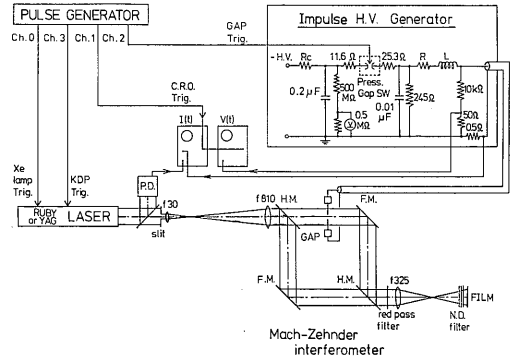 PULSE GENERATOR
Ch.0 Ch.3 Ch.1 Ch.2
GAP
Trig.
Impulse H.V. Generator
-H.V. Rc 11.6 Ω 25.3Ω R L
Press.
Gap SW
500
MΩ
0.2 μF
0.5
MΩ
V
0.01
μF
245Ω
10kΩ
50Ω
0.5Ω
C.R.O.
Trig.
I(t) V(t)
Xe
lamp
Trig.
KDP
Trig.
P.D.
RUBY
or YAG
LASER
f30
slit
f810 H.M.
GAP
F.M.
F.M.
H.M.
f325
red pass
filter
FILM
N.D.
filter
Mach-Zehnder
interferometer